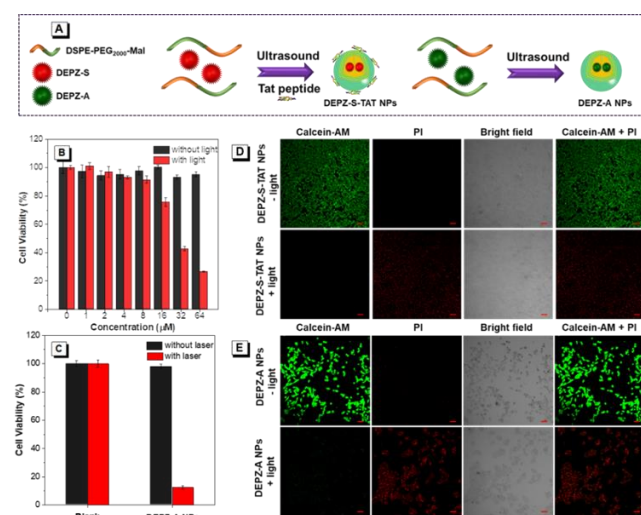 A
DSPE-PEG2000-Mal
DEPZ-S
DEPZ-A
Ultrasound
Tat peptide
DEPZ-S-TAT NPs
Ultrasound
DEPZ-A NPs
B
without light
with light
Cell Viability (%)
120
100
80
60
40
20
0
0 1 2 4 8 16 32 64
Concentration (μM)
C
without laser
with laser
Cell Viability (%)
120
100
80
60
40
20
0
D
Calcein-AM PI Bright field Calcein-AM + PI
DEPZ-S-TAT NPs
- light
DEPZ-S-TAT NPs
+ light
E
Calcein-AM PI Bright field Calcein-AM + PI
DEPZ-A NPs
- light
DEPZ-A NPs
+ light